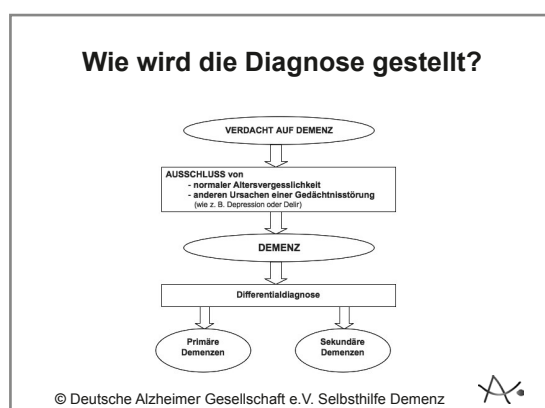 Wie wird die Diagnose gestellt?
VERDACHT AUF DEMENZ
AUSSCHLUSS von
- normaler Altersvergesslichkeit
- anderen Ursachen einer Gedächtnisstörung
(wie z. B. Depression oder Delir)
DEMENZ
Differentialdiagnose
Primäre
Demenzen
Sekundäre
Demenzen
© Deutsche Alzheimer Gesellschaft e.V. Selbsthilfe Demenz